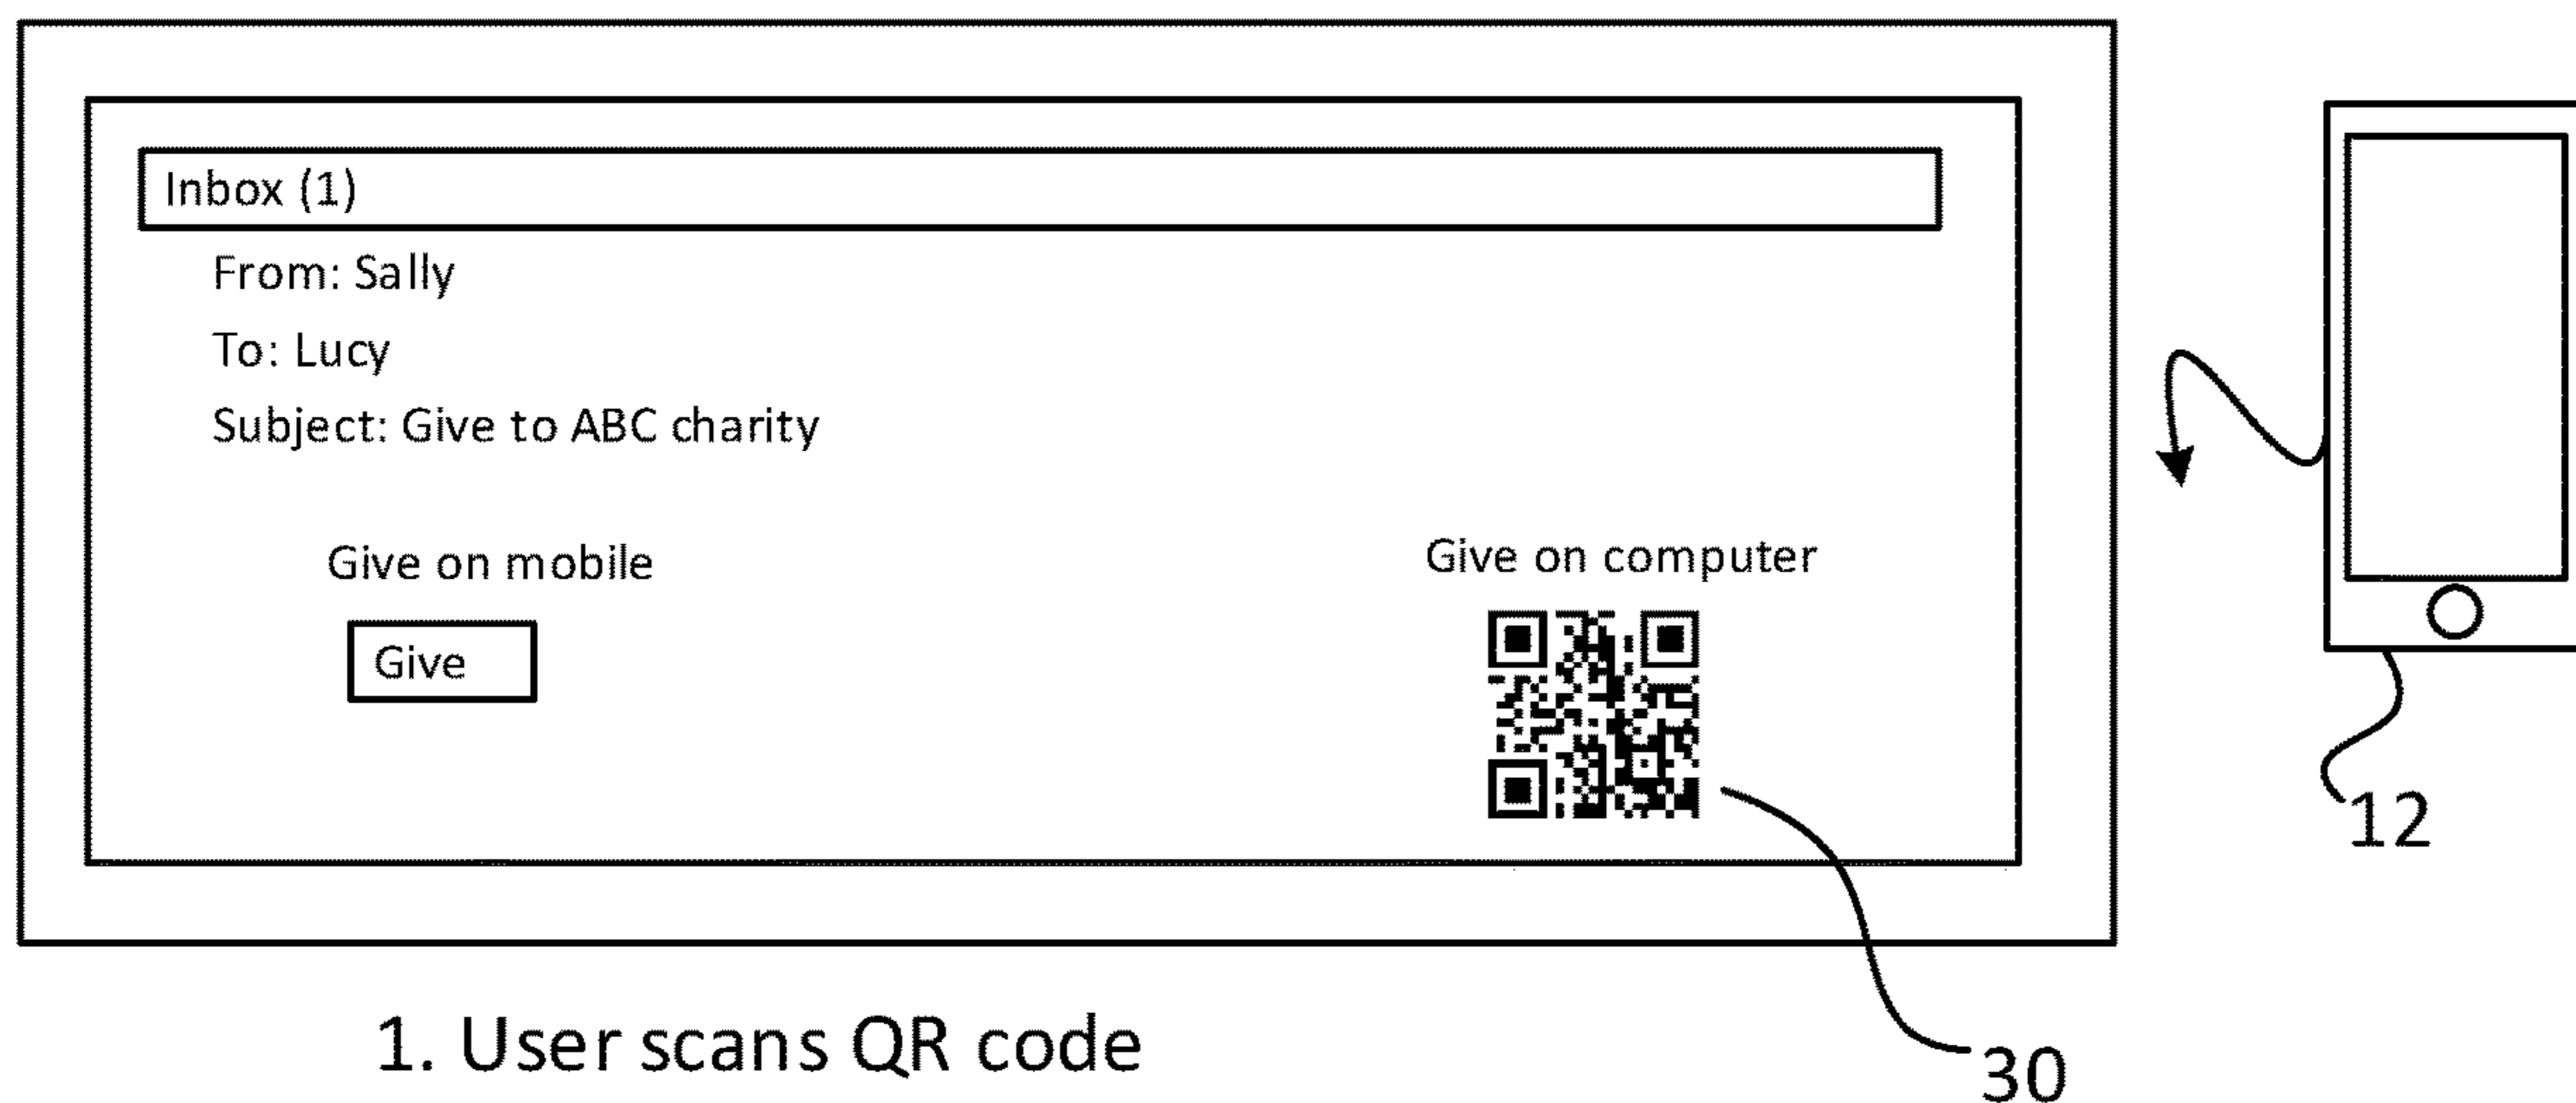 Inbox (1)
From: Sally
To: Lucy
Subject: Give to ABC charity
Give on mobile
Give on computer
Give
12
1. User scans QR code
30